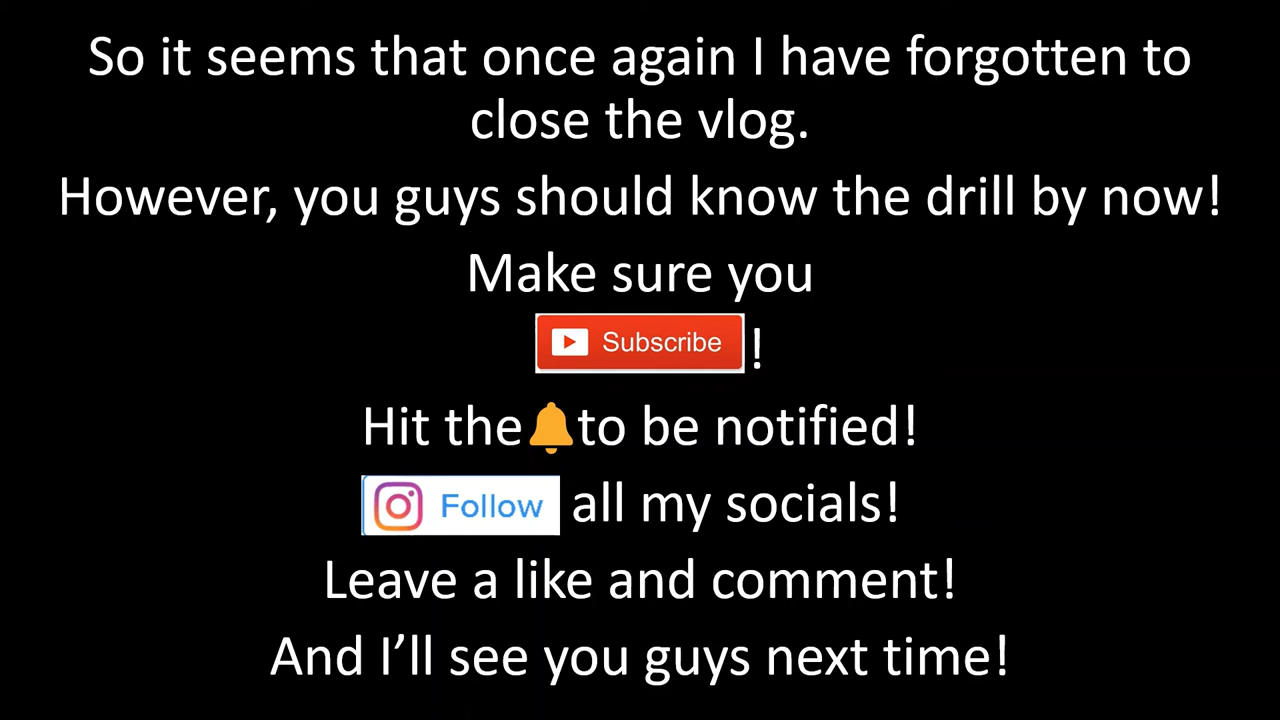 So it seems that once again I have forgotten to
close the vlog.
However, you guys should know the drill by now!
Make sure you
Subscribe !
Hit the to be notified!
Follow all my socials!
Leave a like and comment!
And I’ll see you guys next time!